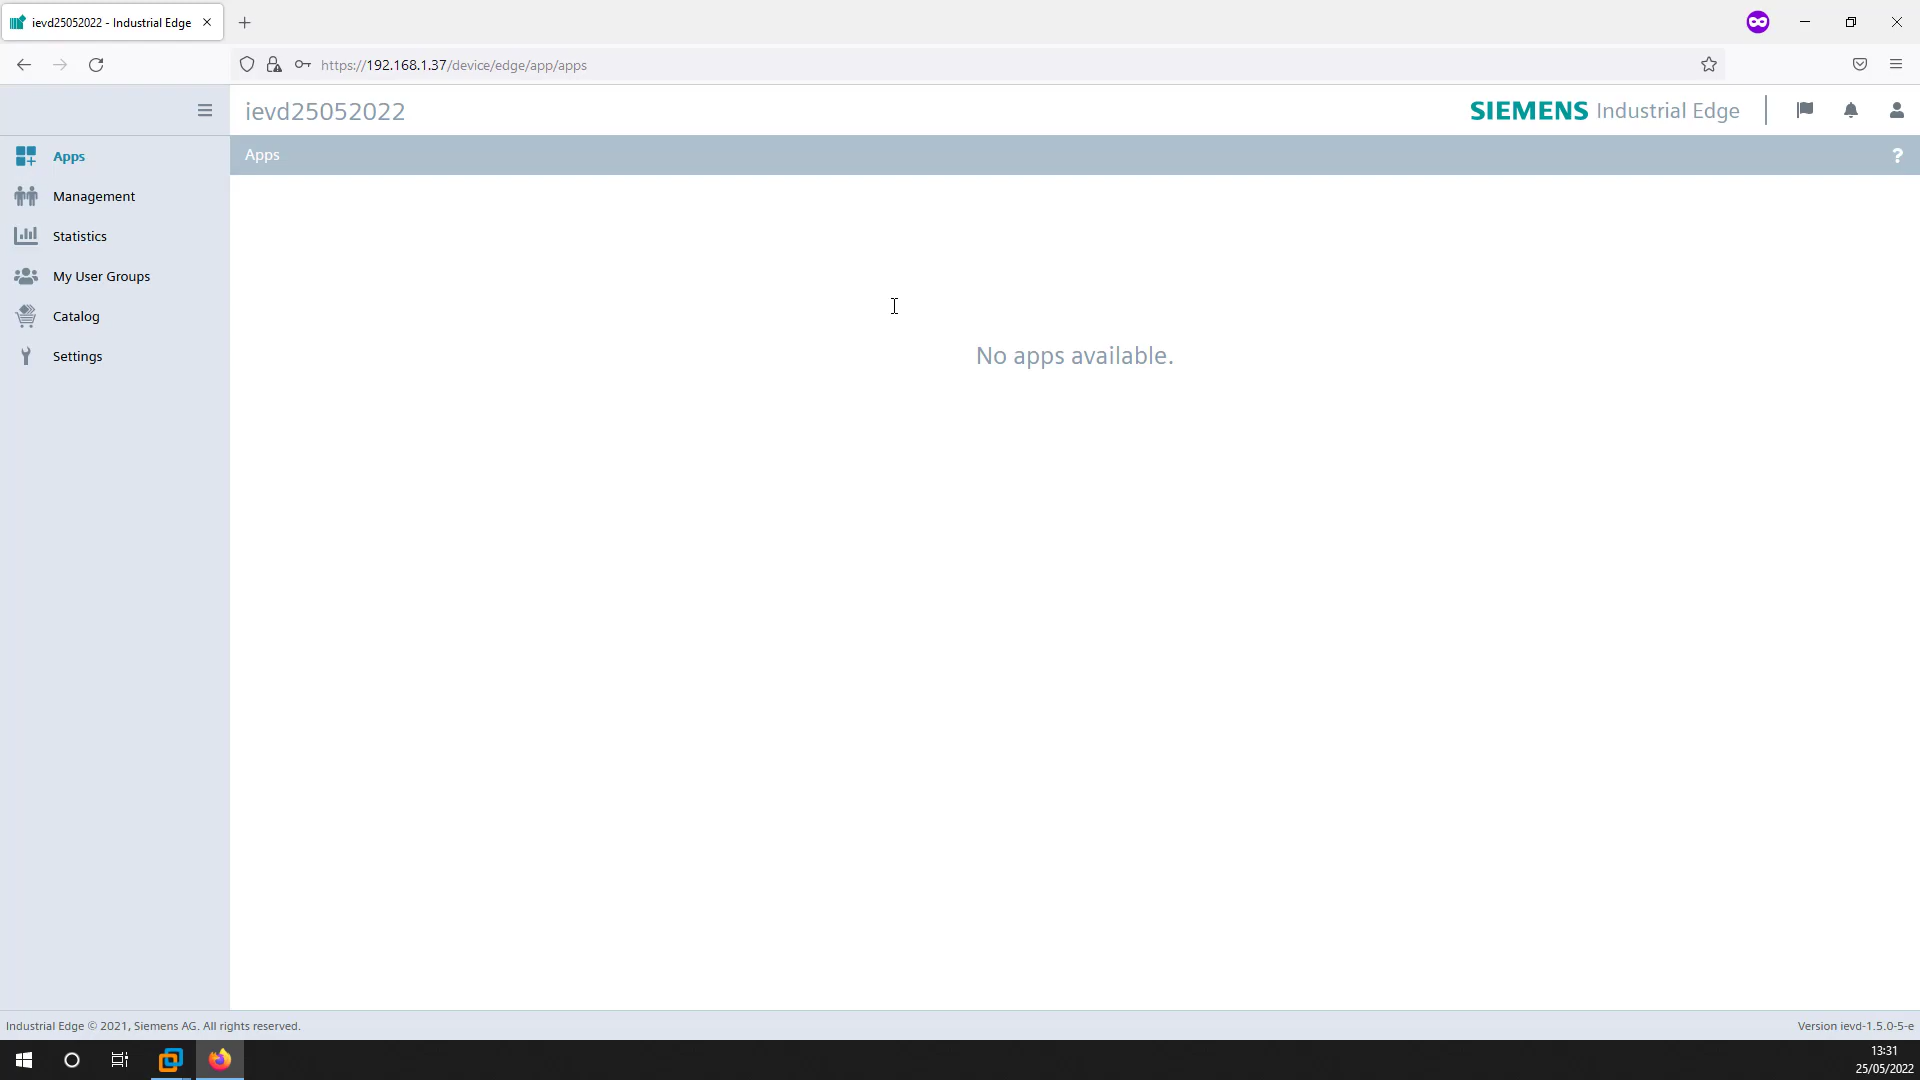 ievd25052022 - Industrial Edge
https://192.168.1.37/device/edge/app/apps
ievd25052022
SIEMENS Industrial Edge
Apps
?
Apps
Management
Statistics
My User Groups
Catalog
Settings
No apps available.
Industrial Edge © 2021, Siemens AG. All rights reserved.
Version ievd-1.5.0-5-e
13:31
25/05/2022